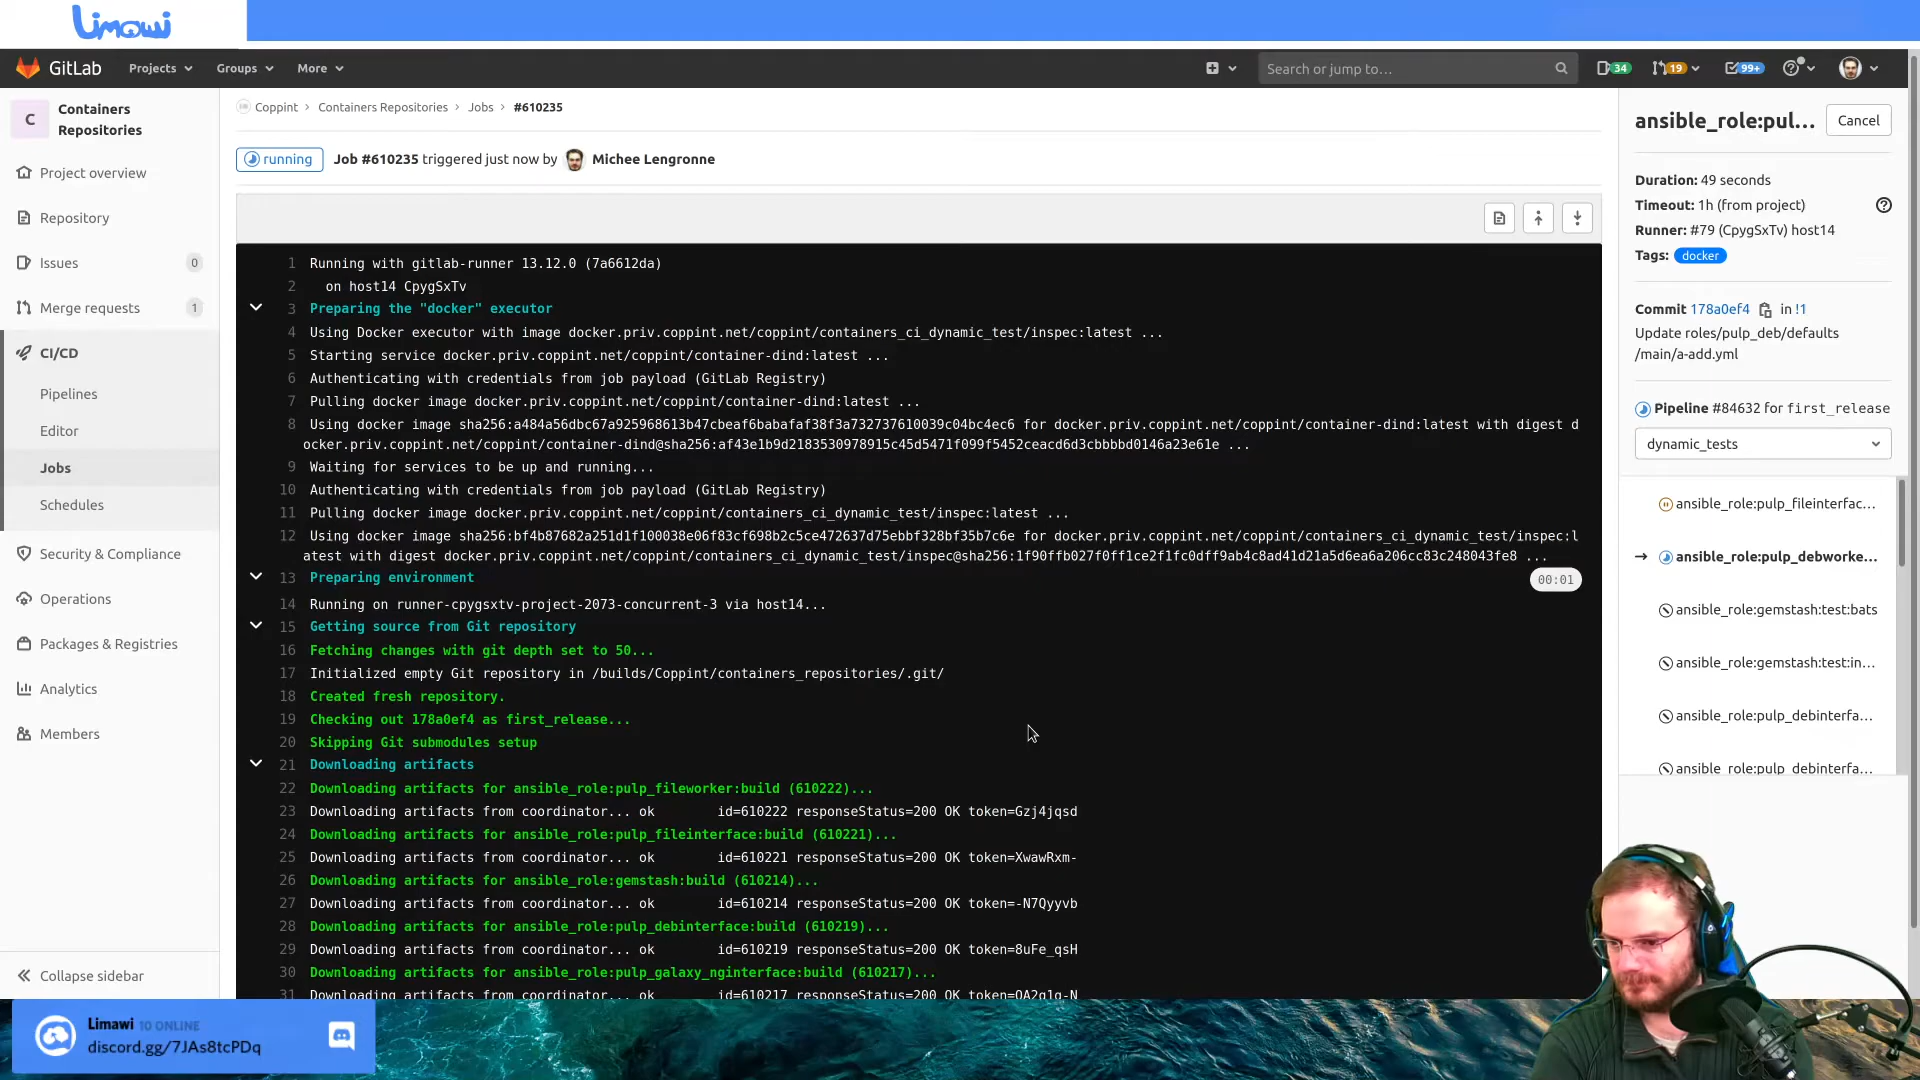 Limawi
GitLab Projects Groups More Search or jump to... 34 19 99+
C Containers Repositories
Project overview
Repository
Issues 0
Merge requests 1
CI/CD
Pipelines
Editor
Jobs
Schedules
Security & Compliance
Operations
Packages & Registries
Analytics
Members
Collapse sidebar
Coppint > Containers Repositories > Jobs > #610235
running Job #610235 triggered just now by Michee Lengronne
1 Running with gitlab-runner 13.12.0 (7a6612da)
2 on host14 CpygSxTv
3 Preparing the "docker" executor
4 Using Docker executor with image docker.priv.coppint.net/coppint/containers_ci_dynamic_test/inspec:latest ...
5 Starting service docker.priv.coppint.net/coppint/container-dind:latest ...
6 Authenticating with credentials from job payload (GitLab Registry)
7 Pulling docker image docker.priv.coppint.net/coppint/container-dind:latest ...
8 Using docker image sha256:a484a56dbc67a925968613b47cbeaf6babafaf38f3a732737610039c04bc4ec6 for docker.priv.coppint.net/coppint/container-dind:latest with digest d
ocker.priv.coppint.net/coppint/container-dind@sha256:af43e1b9d2183530978915c45d5471f099f5452ceacd6d3cbbbbd0146a23e61e ...
9 Waiting for services to be up and running...
10 Authenticating with credentials from job payload (GitLab Registry)
11 Pulling docker image docker.priv.coppint.net/coppint/containers_ci_dynamic_test/inspec:latest ...
12 Using docker image sha256:bf4b87682a251d1f100038e06f83cf698b2c5ce472637d75ebbf328bf35b7c6e for docker.priv.coppint.net/coppint/containers_ci_dynamic_test/inspec:l
atest with digest docker.priv.coppint.net/coppint/containers_ci_dynamic_test/inspec@sha256:1f90ffb027f0ff1ce2f1fc0dff9ab4c8ad41d21a5d6ea6a206cc83c248043fe8 ...
13 Preparing environment 00:01
14 Running on runner-cpygsxtv-project-2073-concurrent-3 via host14...
15 Getting source from Git repository
16 Fetching changes with git depth set to 50...
17 Initialized empty Git repository in /builds/Coppint/containers_repositories/.git/
18 Created fresh repository.
19 Checking out 178a0ef4 as first_release...
20 Skipping Git submodules setup
21 Downloading artifacts
22 Downloading artifacts for ansible_role:pulp_fileworker:build (610222)...
23 Downloading artifacts from coordinator... ok id=610222 responseStatus=200 OK token=Gzj4jqsd
24 Downloading artifacts for ansible_role:pulp_fileinterface:build (610221)...
25 Downloading artifacts from coordinator... ok id=610221 responseStatus=200 OK token=XwawRxm-
26 Downloading artifacts for ansible_role:gemstash:build (610214)...
27 Downloading artifacts from coordinator... ok id=610214 responseStatus=200 OK token=-N7Qyyvb
28 Downloading artifacts for ansible_role:pulp_debinterface:build (610219)...
29 Downloading artifacts from coordinator... ok id=610219 responseStatus=200 OK token=8uFe_qsH
30 Downloading artifacts for ansible_role:pulp_galaxy_nginterface:build (610217)...
31 Downloading artifacts from coordinator... ok id=610217 responseStatus=200 OK
ansible_role:pul... Cancel
Duration: 49 seconds
Timeout: 1h (from project)
Runner: #79 (CpygSxTv) host14
Tags: docker
Commit 178a0ef4 in !1
Update roles/pulp_deb/defaults
/main/a-add.yml
Pipeline #84632 for first_release
dynamic_tests
ansible_role:pulp_fileinterfac...
→ ansible_role:pulp_debworke...
ansible_role:gemstash:test:bats
ansible_role:gemstash:test:in...
ansible_role:pulp_debinterfa...
ansible_role:pulp_debinterfa...
Limawi 10 ONLINE
discord.gg/7JAs8tcPDq